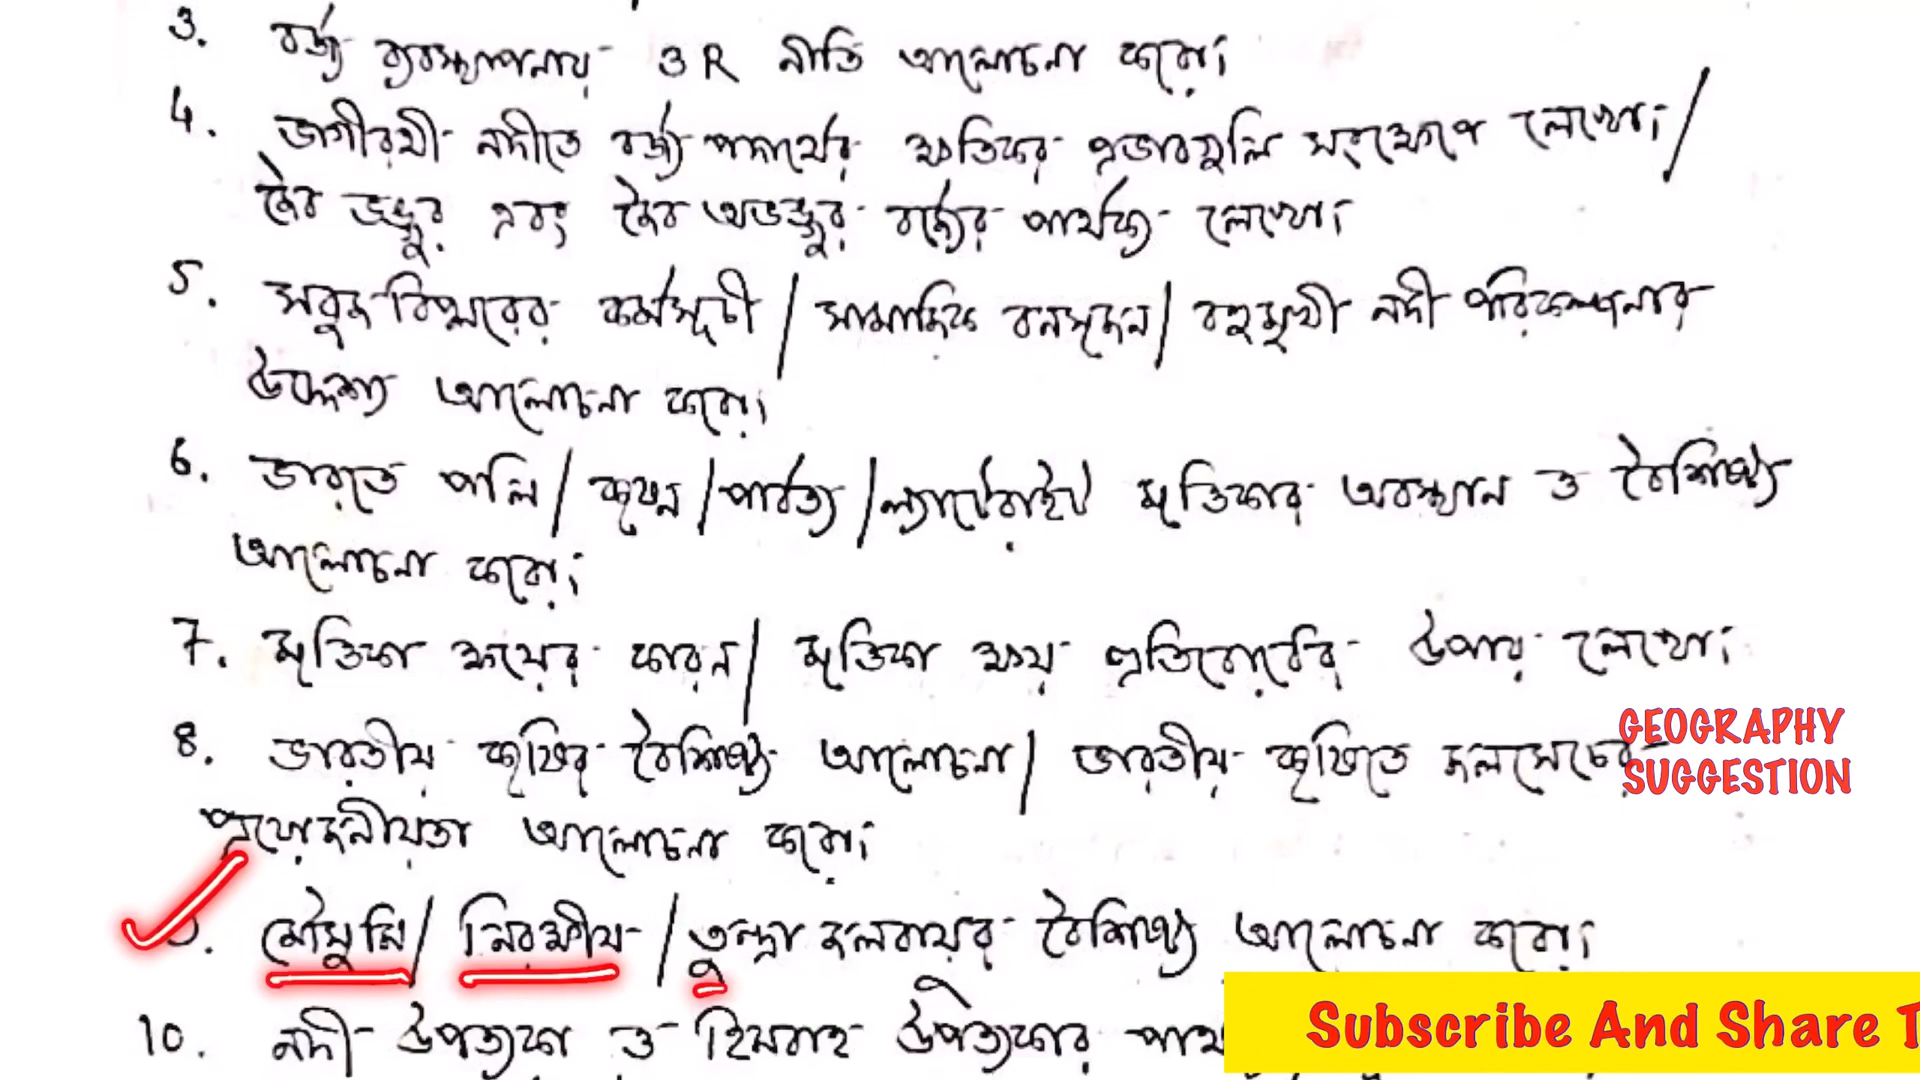 3. বর্জ্য ব্যবস্থাপনায় 3R নীতি আলোচনা করো।
4. ভাগীরথী নদীতে বর্জ্য পদার্থের ক্ষতিকর প্রভাবগুলি সংক্ষেপে লেখো। /
জৈব ভঙ্গুর এবং জৈব অভঙ্গুর বর্জ্যের পার্থক্য লেখো।
5. সবুজ বিপ্লবের কর্মসূচী / সামাজিক বনসৃজন / বহুমুখী নদী পরিকল্পনার
উদ্দেশ্য আলোচনা করো।
6. ভারতে পলি / কৃষ্ণ / পার্বত্য / ল্যাটেরাইট মৃত্তিকার অবস্থান ও বৈশিষ্ট্য
আলোচনা করো।
7. মৃত্তিকা ক্ষয়ের কারন / মৃত্তিকা ক্ষয় প্রতিরোধের উপায় লেখো।
8. ভারতীয় কৃষির বৈশিষ্ট্য আলোচনা / ভারতীয় কৃষিতে জলসেচের
প্রয়োজনীয়তা আলোচনা করো।
GEOGRAPHY
SUGGESTION
মৌসুমি / নিরক্ষীয় / তুন্দ্রা জলবায়ুর বৈশিষ্ট্য আলোচনা করো।
10. নদী উপত্যকা ও হিমবাহ উপত্যকার
Subscribe And Share T